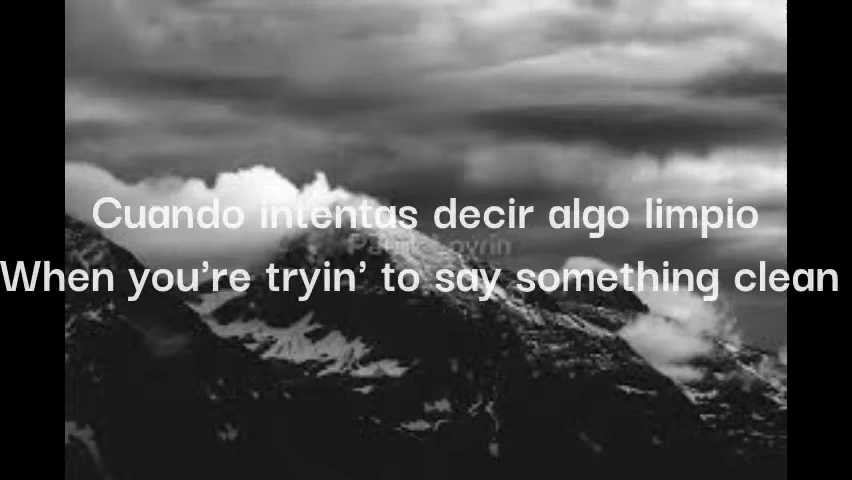 Cuando intentas decir algo limpio
When you're tryin' to say something clean